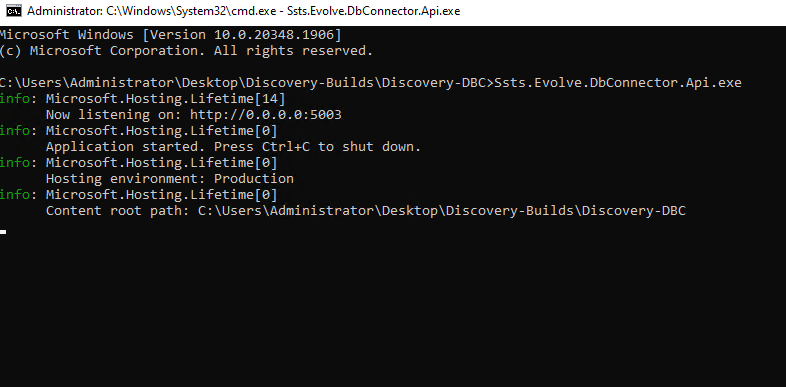 Administrator: C:\Windows\System32\cmd.exe - Ssts.Evolve.DbConnector.Api.exe
Microsoft Windows [Version 10.0.20348.1906]
(c) Microsoft Corporation. All rights reserved.
C:\Users\Administrator\Desktop\Discovery-Builds\Discovery-DBC>Ssts.Evolve.DbConnector.Api.exe
info: Microsoft.Hosting.Lifetime[14]
Now listening on: http://0.0.0.0:5003
info: Microsoft.Hosting.Lifetime[0]
Application started. Press Ctrl+C to shut down.
info: Microsoft.Hosting.Lifetime[0]
Hosting environment: Production
info: Microsoft.Hosting.Lifetime[0]
Content root path: C:\Users\Administrator\Desktop\Discovery-Builds\Discovery-DBC